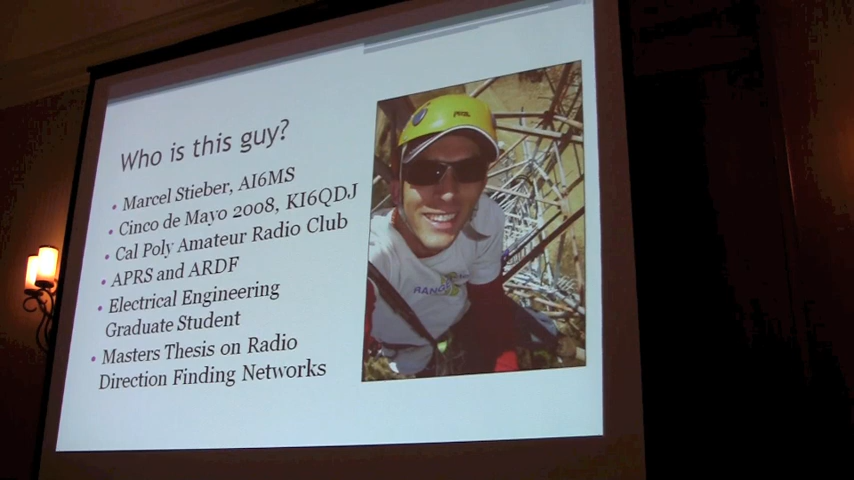 Who is this guy?
• Marcel Stieber, AI6MS
• Cinco de Mayo 2008, KI6QDJ
• Cal Poly Amateur Radio Club
• APRS and ARDF
• Electrical Engineering
Graduate Student
• Masters Thesis on Radio
Direction Finding Networks
PETZL